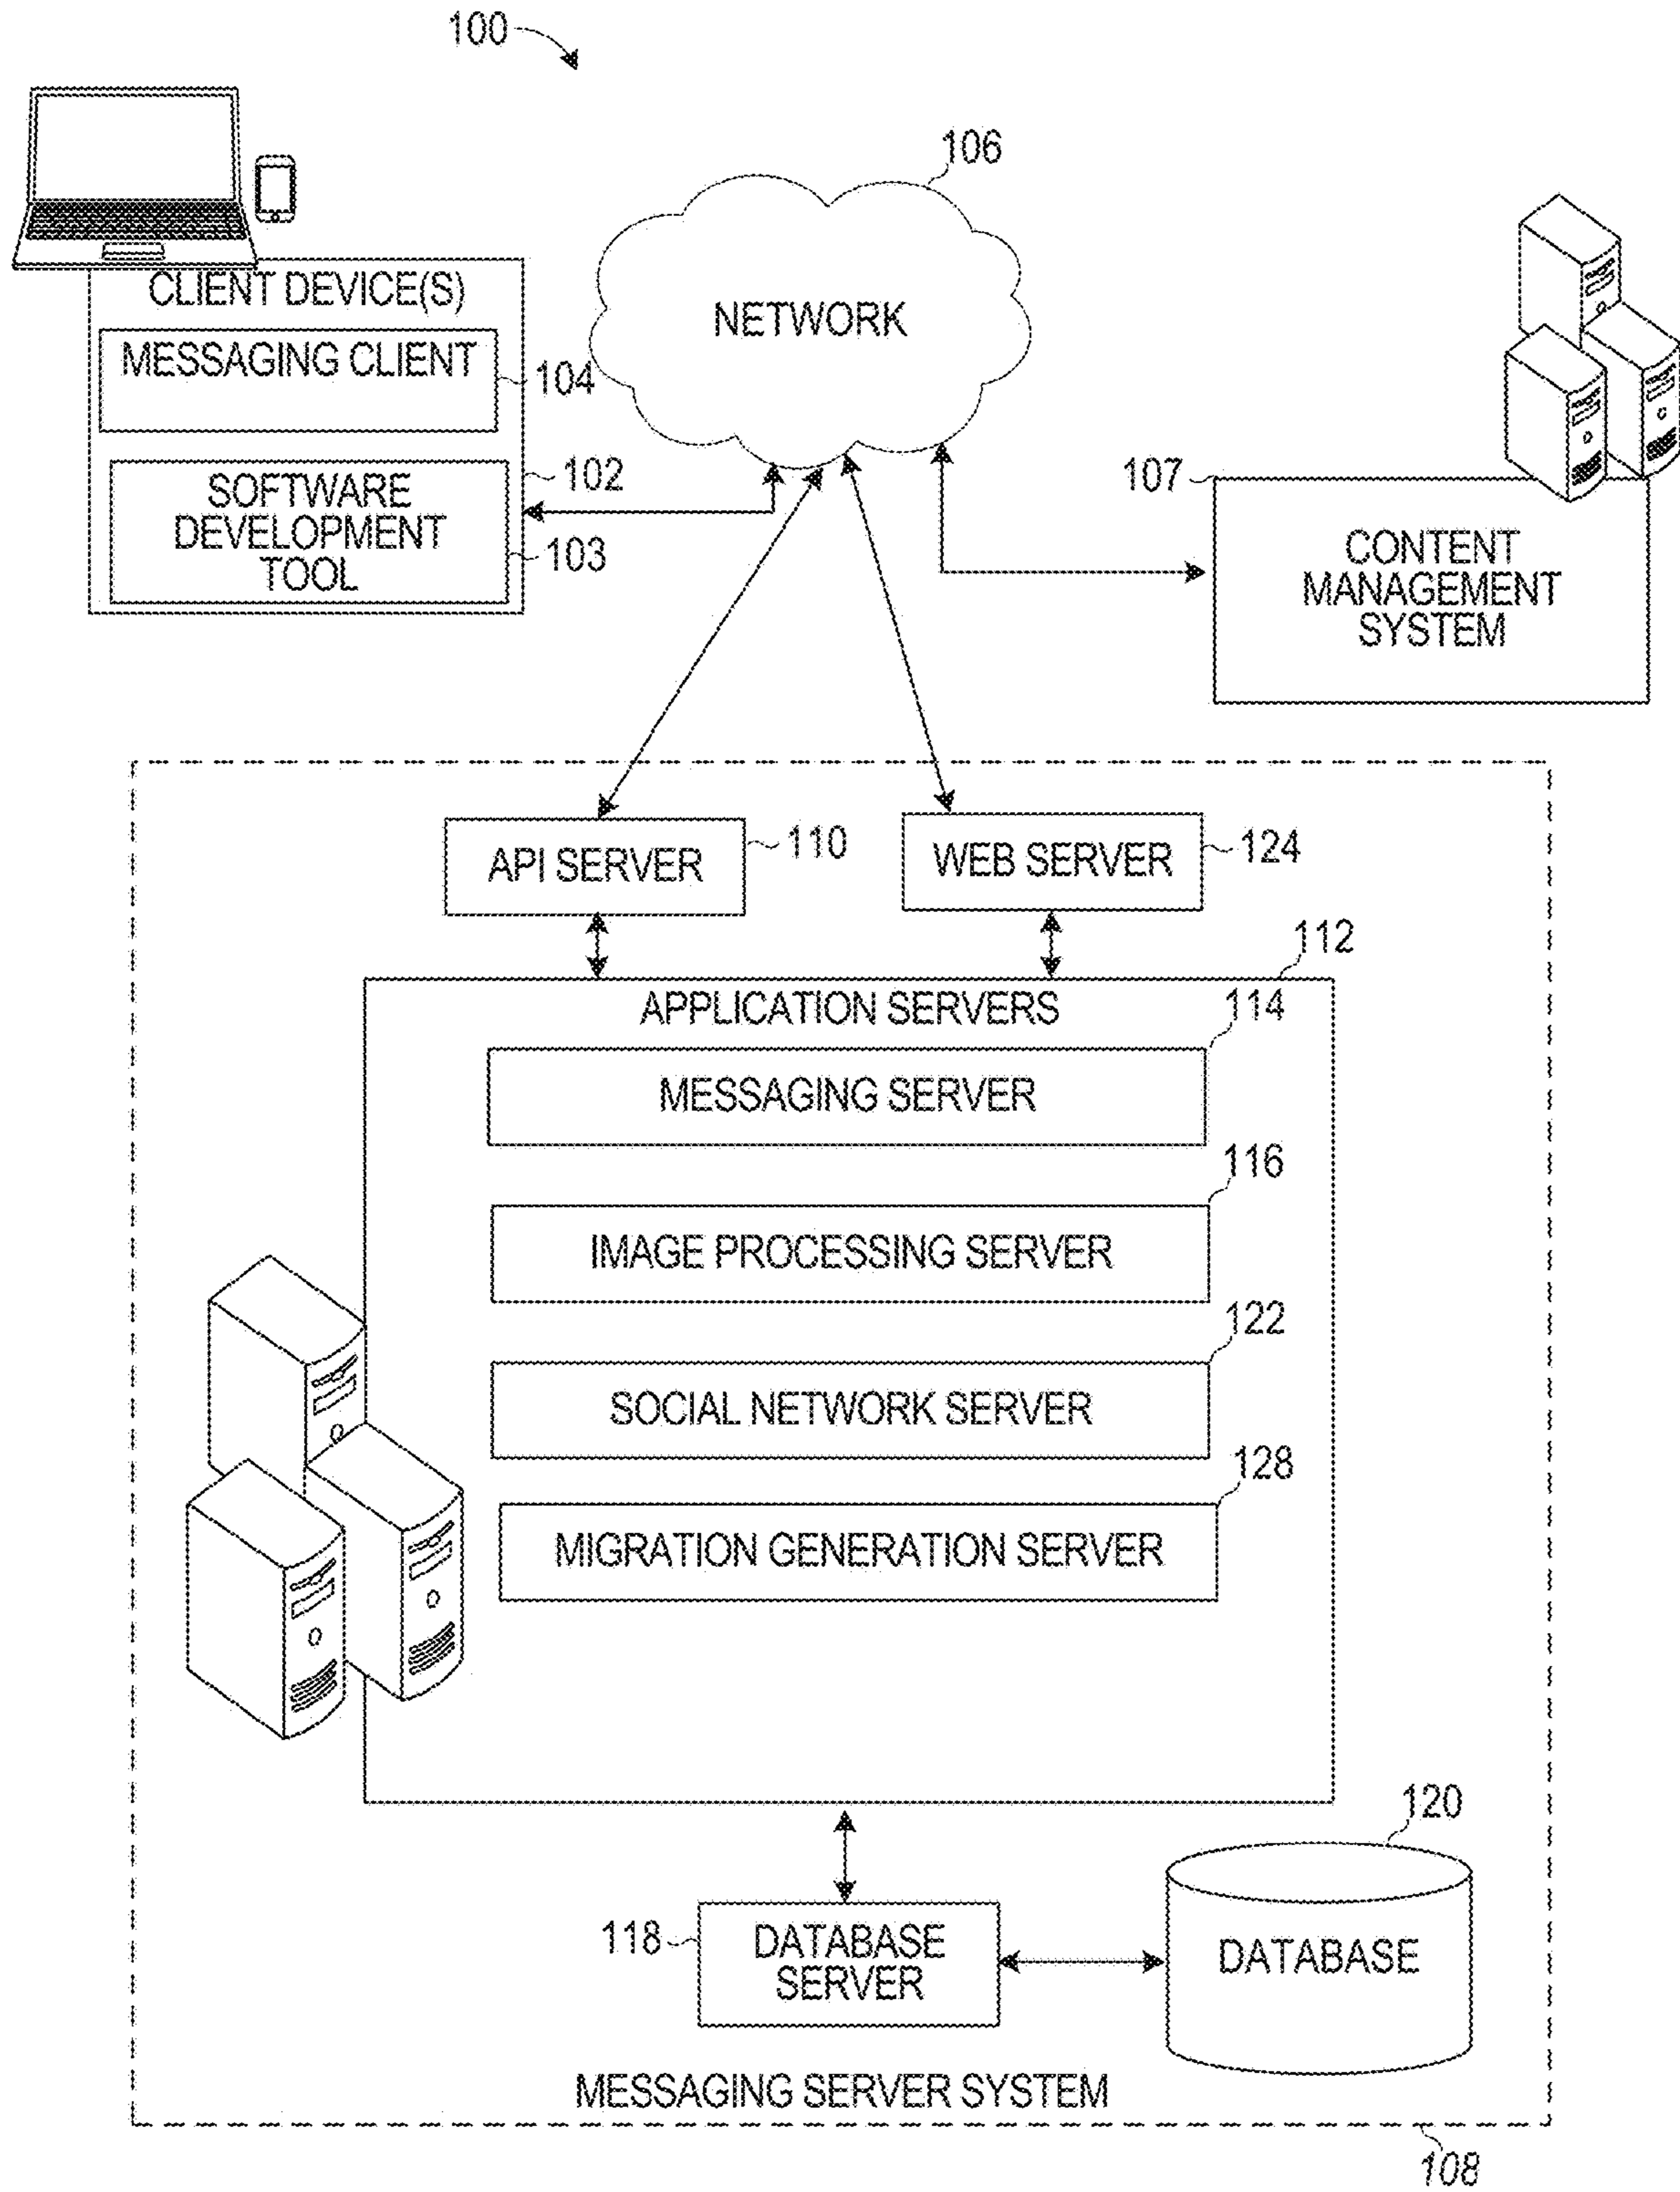 100
106
CLIENT DEVICE(S)
NETWORK
MESSAGING CLIENT
104
102
107
SOFTWARE
DEVELOPMENT
TOOL
103
CONTENT
MANAGEMENT
SYSTEM
API SERVER
110
WEB SERVER
124
112
APPLICATION SERVERS
114
MESSAGING SERVER
116
IMAGE PROCESSING SERVER
122
SOCIAL NETWORK SERVER
128
MIGRATION GENERATION SERVER
120
118
DATABASE
SERVER
DATABASE
MESSAGING SERVER SYSTEM
108